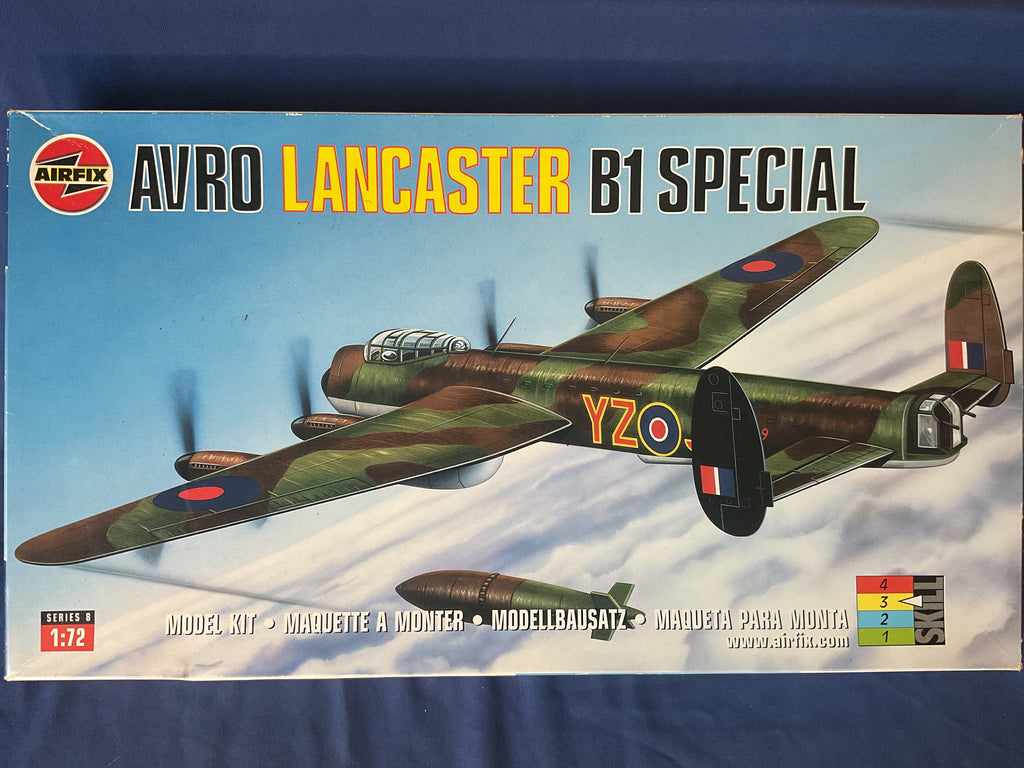 AIRFIX
AVRO LANCASTER B1 SPECIAL
YZ
9
SERIES 8
1:72
MODEL KIT • MAQUETTE A MONTER • MODELLBAUSATZ • MAQUETA PARA MONTA
www.airfix.com
4
3
2
1
SKILL